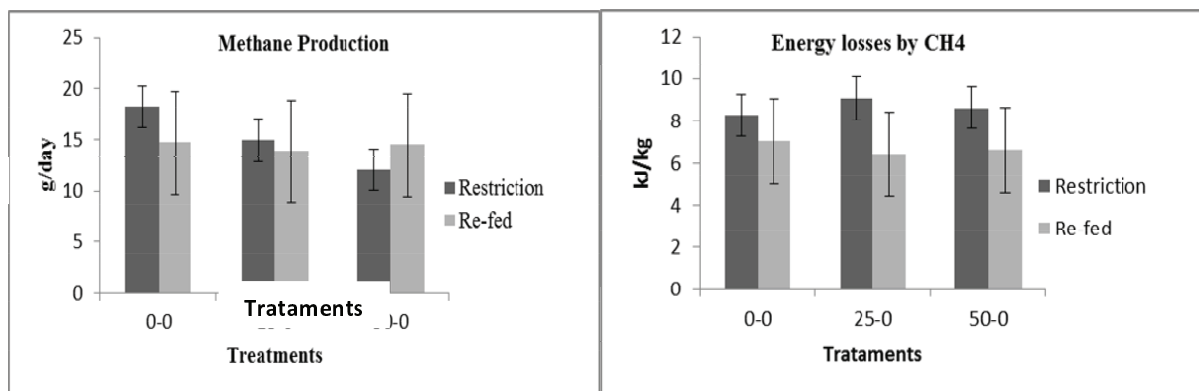 Methane Production
25
20
15
10
5
0
g/day
Restriction
Re-fed
Trataments
0-0
Treatments
Energy losses by CH4
12
10
8
6
4
2
0
kJ/kg
Restriction
Re-fed
0-0 25-0 50-0
Trataments